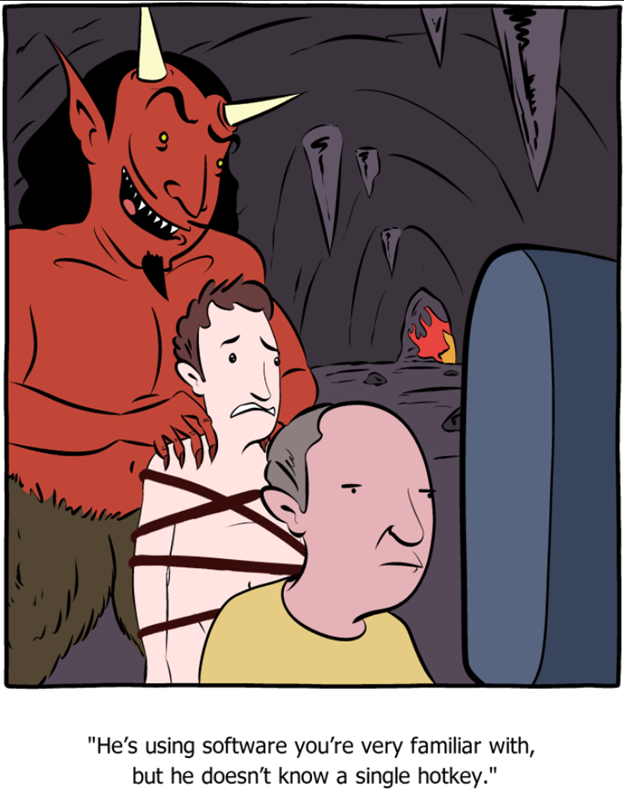 "He's using software you're very familiar with,
but he doesn't know a single hotkey."